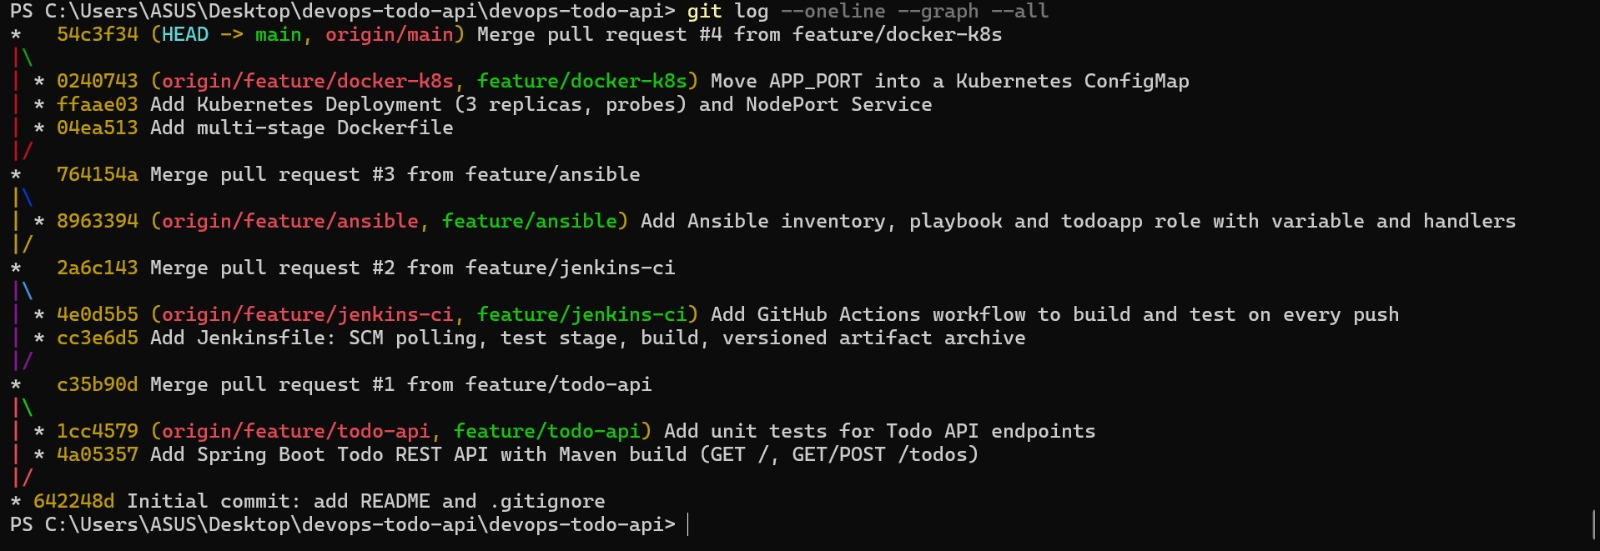 PS C:\Users\ASUS\Desktop\devops-todo-api\devops-todo-api> git log --oneline --graph --all
*   54c3f34 (HEAD -> main, origin/main) Merge pull request #4 from feature/docker-k8s
|\
| * 0240743 (origin/feature/docker-k8s, feature/docker-k8s) Move APP_PORT into a Kubernetes ConfigMap
| * ffaae03 Add Kubernetes Deployment (3 replicas, probes) and NodePort Service
| * 04ea513 Add multi-stage Dockerfile
|/
*   764154a Merge pull request #3 from feature/ansible
|\
| * 8963394 (origin/feature/ansible, feature/ansible) Add Ansible inventory, playbook and todoapp role with variable and handlers
|/
*   2a6c143 Merge pull request #2 from feature/jenkins-ci
|\
| * 4e0d5b5 (origin/feature/jenkins-ci, feature/jenkins-ci) Add GitHub Actions workflow to build and test on every push
| * cc3e6d5 Add Jenkinsfile: SCM polling, test stage, build, versioned artifact archive
|/
*   c35b90d Merge pull request #1 from feature/todo-api
|\
| * 1cc4579 (origin/feature/todo-api, feature/todo-api) Add unit tests for Todo API endpoints
| * 4a05357 Add Spring Boot Todo REST API with Maven build (GET /, GET/POST /todos)
|/
* 642248d Initial commit: add README and .gitignore
PS C:\Users\ASUS\Desktop\devops-todo-api\devops-todo-api>